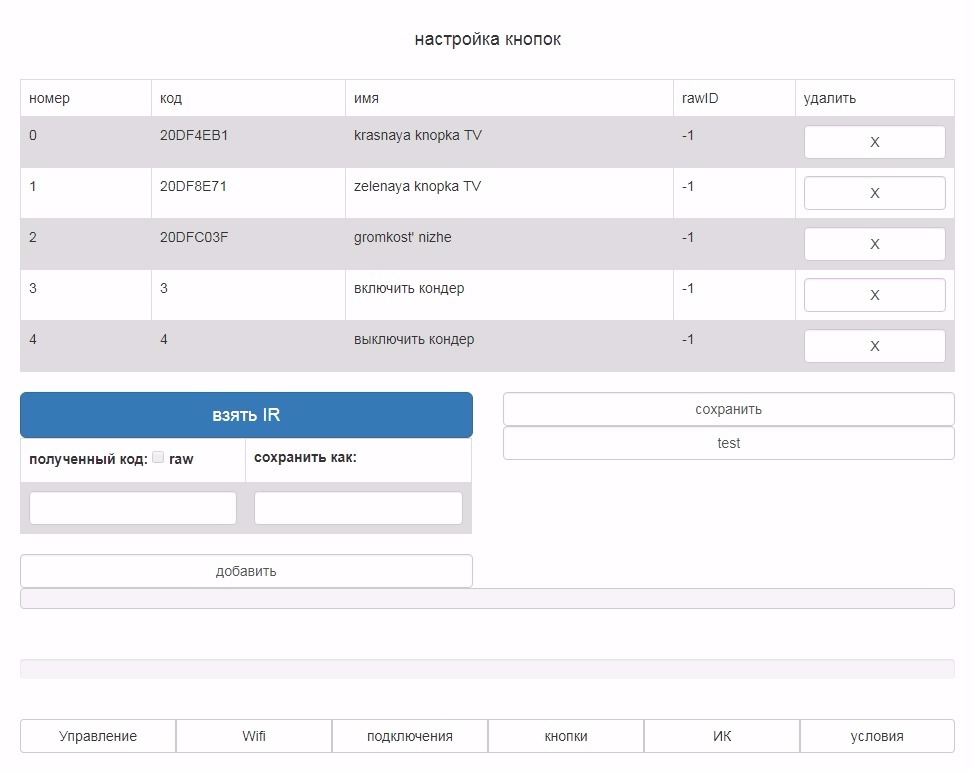 настройка кнопок
номер код имя rawID удалить
0 20DF4EB1 krasnaya knopka TV -1 X
1 20DF8E71 zelenaya knopka TV -1 X
2 20DFC03F gromkost' nizhe -1 X
3 3 включить кондер -1 X
4 4 выключить кондер -1 X
взять IR
сохранить
test
полученный код: raw сохранить как:
добавить
Управление Wifi подключения кнопки ИК условия